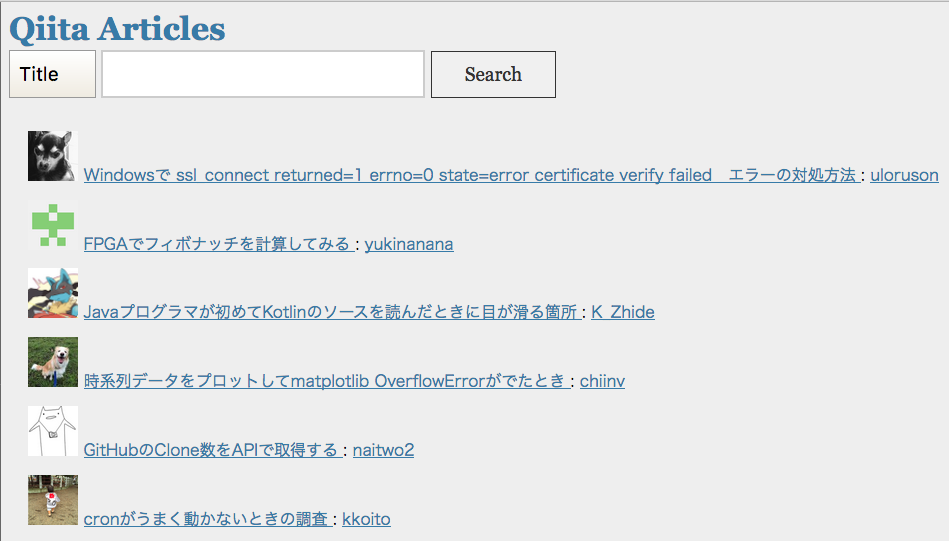 Qiita Articles
Title Search
Windowsで ssl_connect returned=1 errno=0 state=error certificate verify failed　エラーの対処方法 : uloruson
FPGAでフィボナッチを計算してみる : yukinanana
Javaプログラマが初めてKotlinのソースを読んだときに目が滑る箇所 : K_Zhide
時系列データをプロットしてmatplotlib OverflowErrorがでたとき : chiinv
GitHubのClone数をAPIで取得する : naitwo2
cronがうまく動かないときの調査 : kkoito